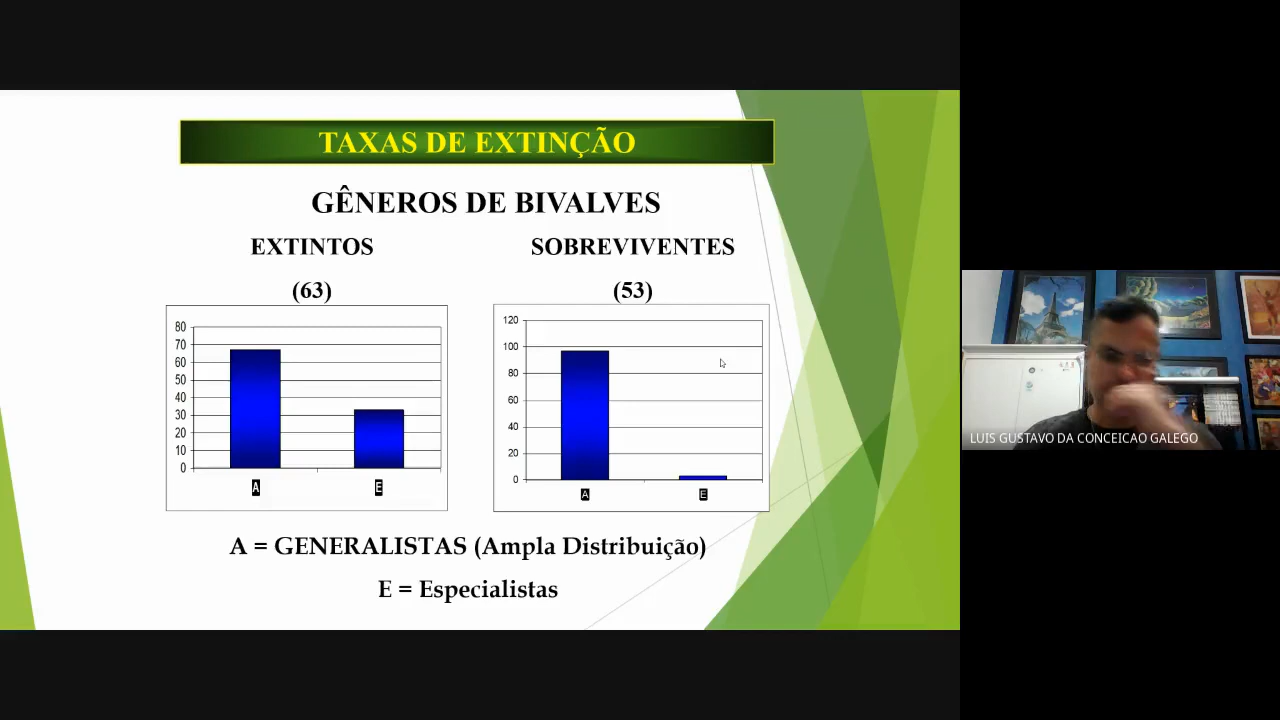 TAXAS DE EXTINÇÃO
GÊNEROS DE BIVALVES
EXTINTOS
SOBREVIVENTES
(63)
(53)
80
70
60
50
40
30
20
10
0
A
E
120
100
80
60
40
20
0
A
E
A = GENERALISTAS (Ampla Distribuição)
E = Especialistas
LUIS GUSTAVO DA CONCEICAO GALEGO